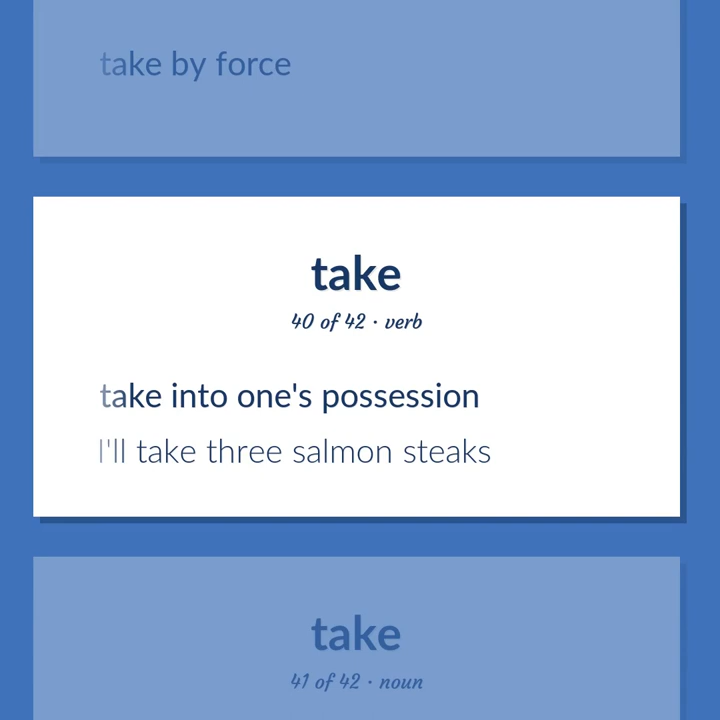 take by force
take
40 of 42 · verb
take into one's possession
I'll take three salmon steaks
take
41 of 42 · noun